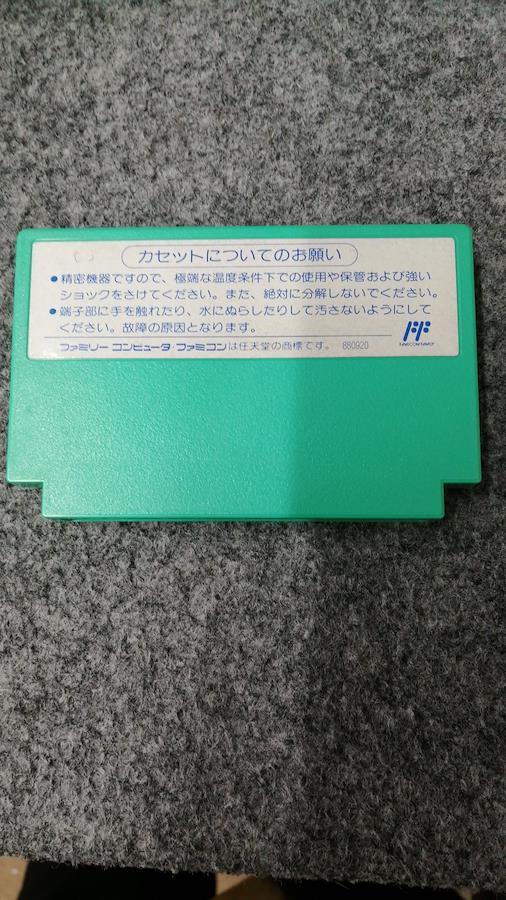 カセットについてのお願い
●精密機器ですので、極端な温度条件下での使用や保管および強い
ショックをさけてください。また、絶対に分解しないでください。
●端子部に手を触れたり、水にぬらしたりして汚さないようにして
ください。故障の原因となります。
FAMICOM FAMILY
ファミリー コンピュータ・ファミコンは任天堂の商標です。 880920